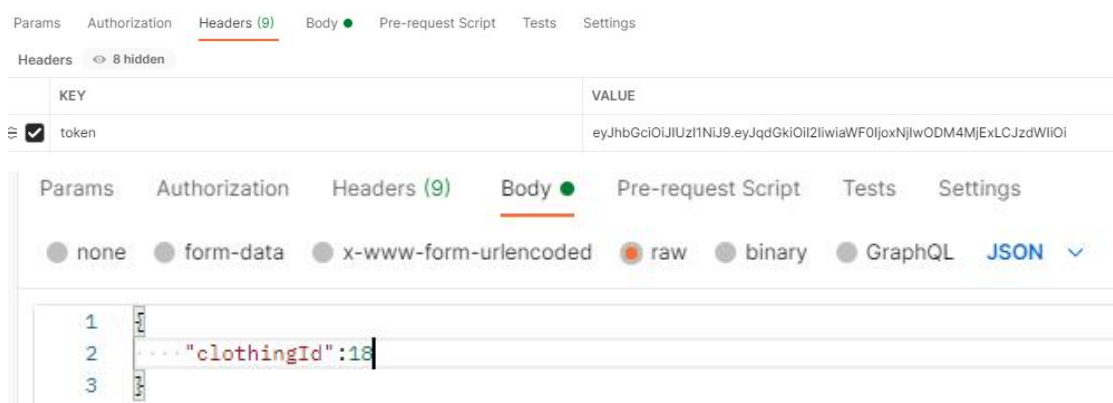 Params Authorization Headers (9) Body Pre-request Script Tests Settings
Headers 8 hidden
KEY VALUE
token eyJhbGciOiJIUzI1NiJ9.eyJqdGkiOiI2IiwiaWF0IjoxNjIwODM4MjExLCJzdWIiOi
Params Authorization Headers (9) Body Pre-request Script Tests Settings
none form-data x-www-form-urlencoded raw binary GraphQL JSON
1 {
2 "clothingId":18
3 }